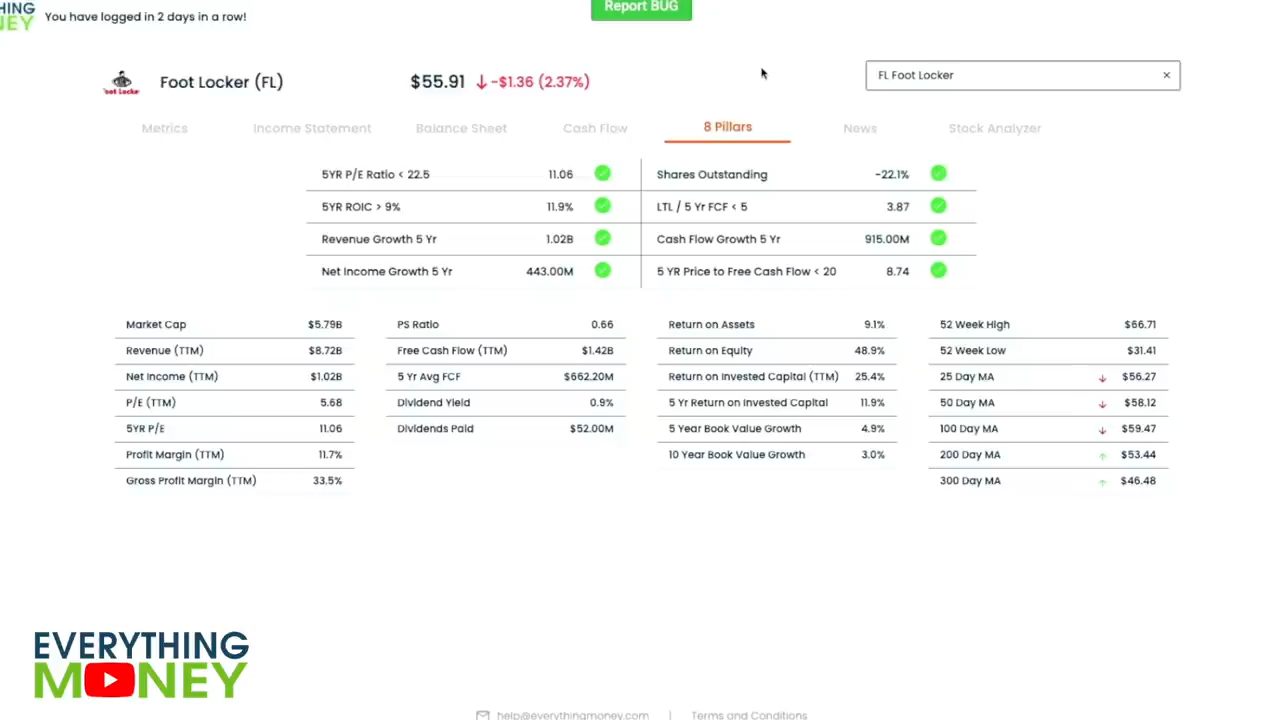 HING
NEY
You have logged in 2 days in a row!
Report BUG
Foot Locker (FL)
$55.91
-$1.36 (2.37%)
FL Foot Locker
×
Metrics
Income Statement
Balance Sheet
Cash Flow
8 Pillars
News
Stock Analyzer
5YR P/E Ratio < 22.5 11.06
Shares Outstanding -22.1%
5YR ROIC > 9% 11.9%
LTL / 5 Yr FCF < 5 3.87
Revenue Growth 5 Yr 1.02B
Cash Flow Growth 5 Yr 915.00M
Net Income Growth 5 Yr 443.00M
5 YR Price to Free Cash Flow < 20 8.74
Market Cap $5.79B
Revenue (TTM) $8.72B
Net Income (TTM) $1.02B
P/E (TTM) 5.68
5YR P/E 11.06
Profit Margin (TTM) 11.7%
Gross Profit Margin (TTM) 33.5%
PS Ratio 0.66
Free Cash Flow (TTM) $1.42B
5 Yr Avg FCF $662.20M
Dividend Yield 0.9%
Dividends Paid $52.00M
Return on Assets 9.1%
Return on Equity 48.9%
Return on Invested Capital (TTM) 25.4%
5 Yr Return on Invested Capital 11.9%
5 Year Book Value Growth 4.9%
10 Year Book Value Growth 3.0%
52 Week High $66.71
52 Week Low $31.41
25 Day MA $56.27
50 Day MA $58.12
100 Day MA $59.47
200 Day MA $53.44
300 Day MA $46.48
EVERYTHING
MONEY
help@everythingmoney.com | Terms and Conditions